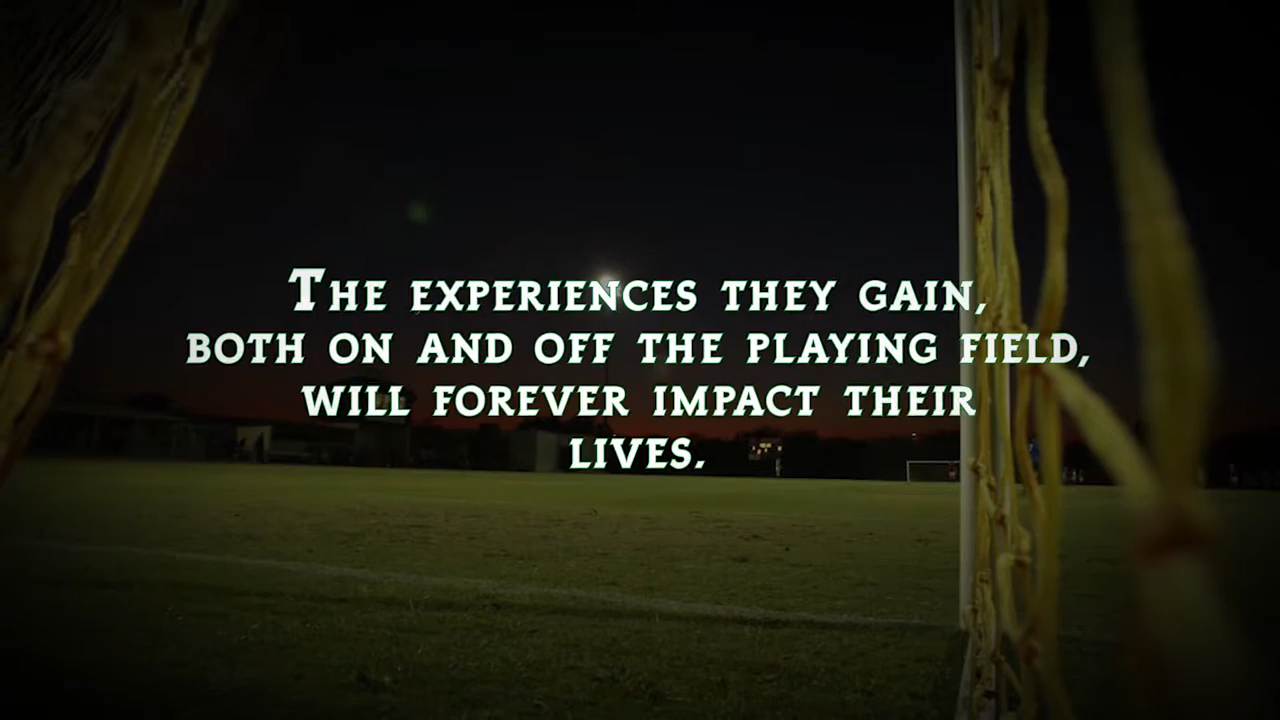 The experiences they gain,
both on and off the playing field,
will forever impact their
lives.